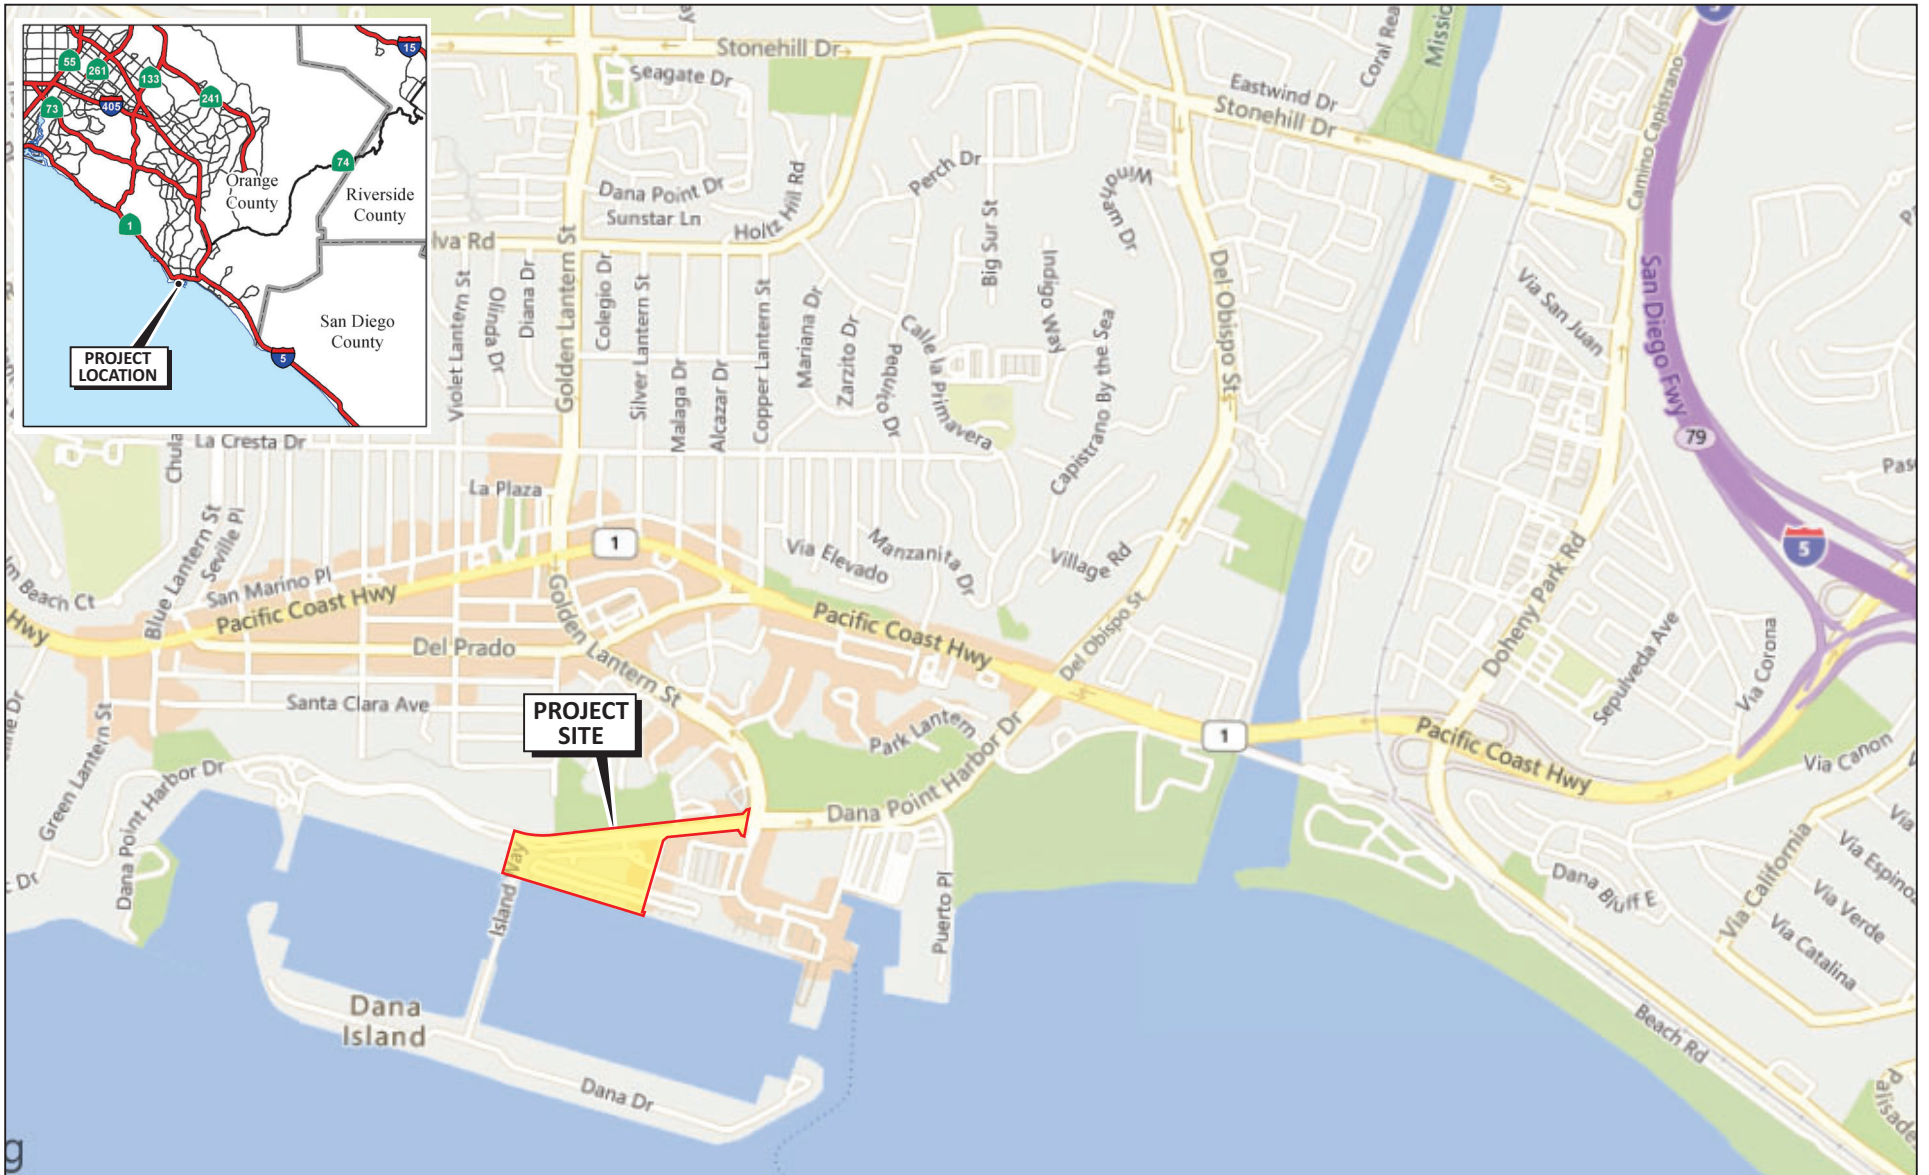 55
261
133
15
73
405
241
74
Orange
County
Riverside
County
1
San Diego
County
PROJECT
LOCATION
5
Stonehill Dr
Seagate Dr
Coral Rea
Missio
Eastwind Dr
Stonehill Dr
Camino Capistrano
Perch Dr
Dana Point Dr
Sunstar Ln
Holtz Hill Rd
Big Sur St
Windjam Dr
lva Rd
Violet Lantern St
Olinda Dr
Diana Dr
Golden Lantern St
Colegio Dr
Silver Lantern St
Malaga Dr
Alcazar Dr
Copper Lantern St
Mariana Dr
Zarzito Dr
Calle la Primavera
Indigo Way
Capistrano By the Sea
Del Obispo St
Via San Juan
San Diego Fwy
79
5
Chula
La Cresta Dr
La Plaza
Blue Lantern St
Seville Pl
San Marino Pl
Pacific Coast Hwy
1
Via Elevado
Manzanita Dr
Village Rd
Doheny Park Rd
Beach Ct
Hwy
Golden Lantern St
Del Prado
Pacific Coast Hwy
Del Obispo St
Sepulveda Ave
Via Corona
Santa Clara Ave
PROJECT
SITE
Park Lantern
1
Pacific Coast Hwy
Via Canon
Green Lantern St
Dana Point Harbor Dr
Dana Point Harbor Dr
Island Way
Puerto Pl
Dana Bluff E
Via California
Via Espino
Via Verde
Via Catalina
Dana
Island
Dana Dr
Beach Rd
Palisade
g